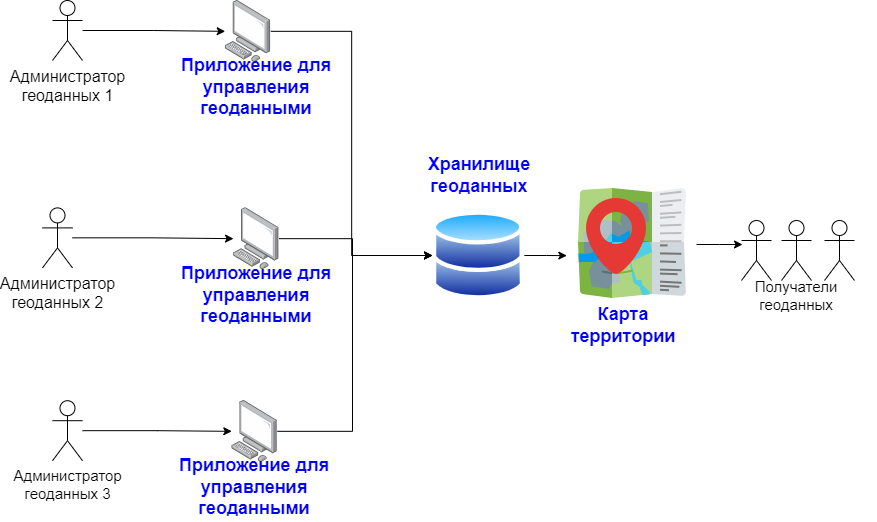 Администратор
геоданных 1
Приложение для
управления
геоданными
Администратор
геоданных 2
Приложение для
управления
геоданными
Администратор
геоданных 3
Приложение для
управления
геоданными
Хранилище
геоданных
Карта
территории
Получатели
геоданных